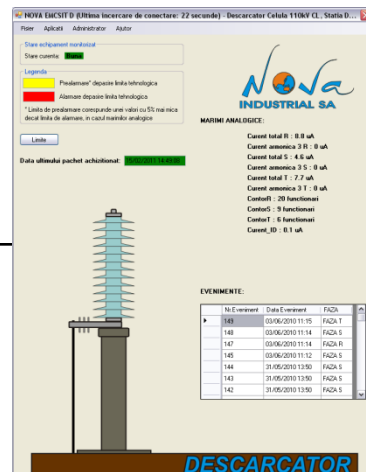 NOVA EMCSIT D (Ultima incercare de conectare: 22 secunde) - Descarcator Celula 110kV CL, Statia D...
Fisier Aplicatii Administrator Ajutor
Stare echipament monitorizat
Stare curenta:
Legenda
Prealarmare* depasire limita tehnologica
Alarmare depasire limita tehnologica
* Limita de prealarmare corespunde unei valori cu 5% mai mica
decat limita de alarmare, in cazul marimilor analogice
Limite
Data ultimului pachet achizitionat: 15/02/2011 14:49:08
Nova
INDUSTRIAL SA
MARIMI ANALOGICE:
Curent total R : 8.8 uA
Curent armonica 3 R : 0 uA
Curent total S : 4.6 uA
Curent armonica 3 S : 0 uA
Curent total T : 7.7 uA
Curent armonica 3 T : 0 uA
ContorR : 20 functionari
ContorS : 9 functionari
ContorT : 6 functionari
Curent_ID : 0.1 uA
EVENIMENTE:
Nr.Eveniment Data Eveniment FAZA
149 03/06/2010 11:15 FAZA T
148 03/06/2010 11:14 FAZA S
147 03/06/2010 11:14 FAZA R
145 03/06/2010 11:12 FAZA S
144 31/05/2010 13:50 FAZA S
143 31/05/2010 13:50 FAZA S
142 31/05/2010 13:50 FAZA S
DESCARCATOR